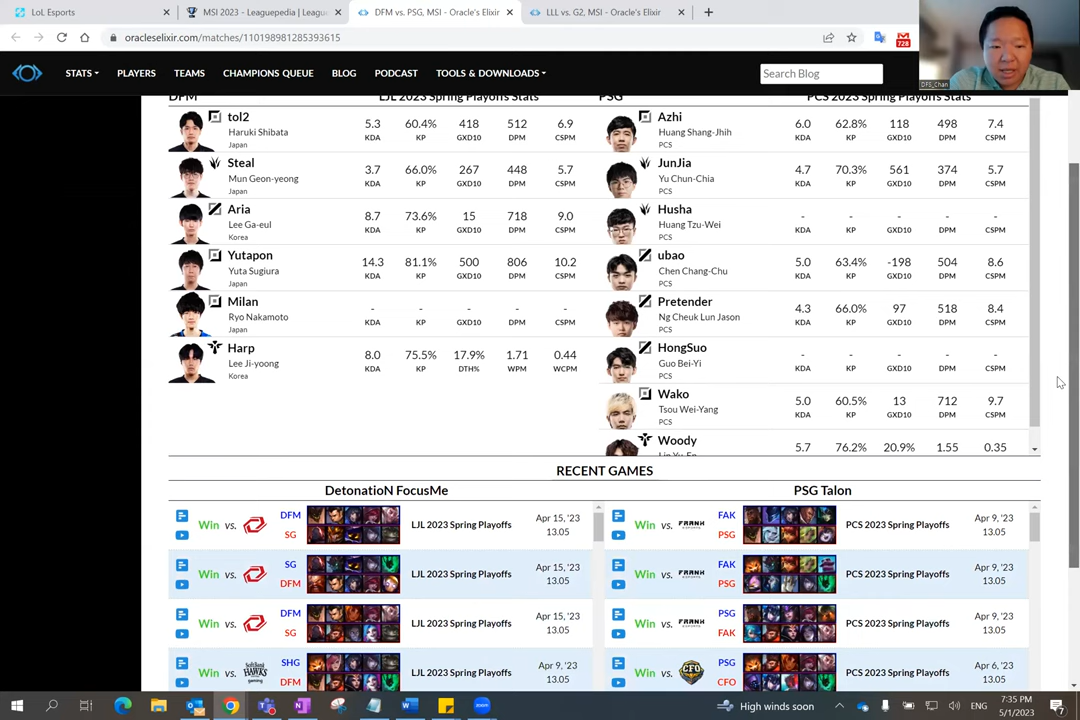 LoL Esports
MSI 2023 - Leaguepedia | Leagu
DFM vs. PSG, MSI - Oracle's Elixir
LLL vs. G2, MSI - Oracle's Elixir
oracleselixir.com/matches/110198981285393615
728
DFS_Chan
STATS
PLAYERS
TEAMS
CHAMPIONS QUEUE
BLOG
PODCAST
TOOLS & DOWNLOADS
Search Blog
DFM
LJL 2023 Spring Playoffs Stats
PSG
PCS 2023 Spring Playoffs Stats
tol2
Haruki Shibata
Japan
5.3 60.4% 418 512 6.9
KDA KP GXD10 DPM CSPM
Azhi
Huang Shang-Jhih
PCS
6.0 62.8% 118 498 7.4
KDA KP GXD10 DPM CSPM
Steal
Mun Geon-yeong
Japan
3.7 66.0% 267 448 5.7
KDA KP GXD10 DPM CSPM
JunJia
Yu Chun-Chia
PCS
4.7 70.3% 561 374 5.7
KDA KP GXD10 DPM CSPM
Aria
Lee Ga-eul
Korea
8.7 73.6% 15 718 9.0
KDA KP GXD10 DPM CSPM
Husha
Huang Tzu-Wei
PCS
- - - - -
KDA KP GXD10 DPM CSPM
Yutapon
Yuta Sugiura
Japan
14.3 81.1% 500 806 10.2
KDA KP GXD10 DPM CSPM
ubao
Chen Chang-Chu
PCS
5.0 63.4% -198 504 8.6
KDA KP GXD10 DPM CSPM
Milan
Ryo Nakamoto
Japan
- - - - -
KDA KP GXD10 DPM CSPM
Pretender
Ng Cheuk Lun Jason
PCS
4.3 66.0% 97 518 8.4
KDA KP GXD10 DPM CSPM
Harp
Lee Ji-yoong
Korea
8.0 75.5% 17.9% 1.71 0.44
KDA KP DTH% WPM WCPM
HongSuo
Guo Bei-Yi
PCS
- - - - -
KDA KP GXD10 DPM CSPM
Wako
Tsou Wei-Yang
PCS
5.0 60.5% 13 712 9.7
KDA KP GXD10 DPM CSPM
Woody
Lin Yu-En
5.7 76.2% 20.9% 1.55 0.35
RECENT GAMES
DetonatioN FocusMe
PSG Talon
Win vs. DFM SG LJL 2023 Spring Playoffs Apr 15, '23 13.05
Win vs. FRANK FAK PSG PCS 2023 Spring Playoffs Apr 9, '23 13.05
Win vs. SG DFM LJL 2023 Spring Playoffs Apr 15, '23 13.05
Win vs. FRANK FAK PSG PCS 2023 Spring Playoffs Apr 9, '23 13.05
Win vs. DFM SG LJL 2023 Spring Playoffs Apr 15, '23 13.05
Win vs. FRANK PSG FAK PCS 2023 Spring Playoffs Apr 9, '23 13.05
Win vs. SoftBank HAWKS gaming SHG DFM LJL 2023 Spring Playoffs Apr 9, '23 13.05
Win vs. CFO PSG CFO PCS 2023 Spring Playoffs Apr 6, '23 13.05
High winds soon
ENG
7:35 PM
5/1/2023